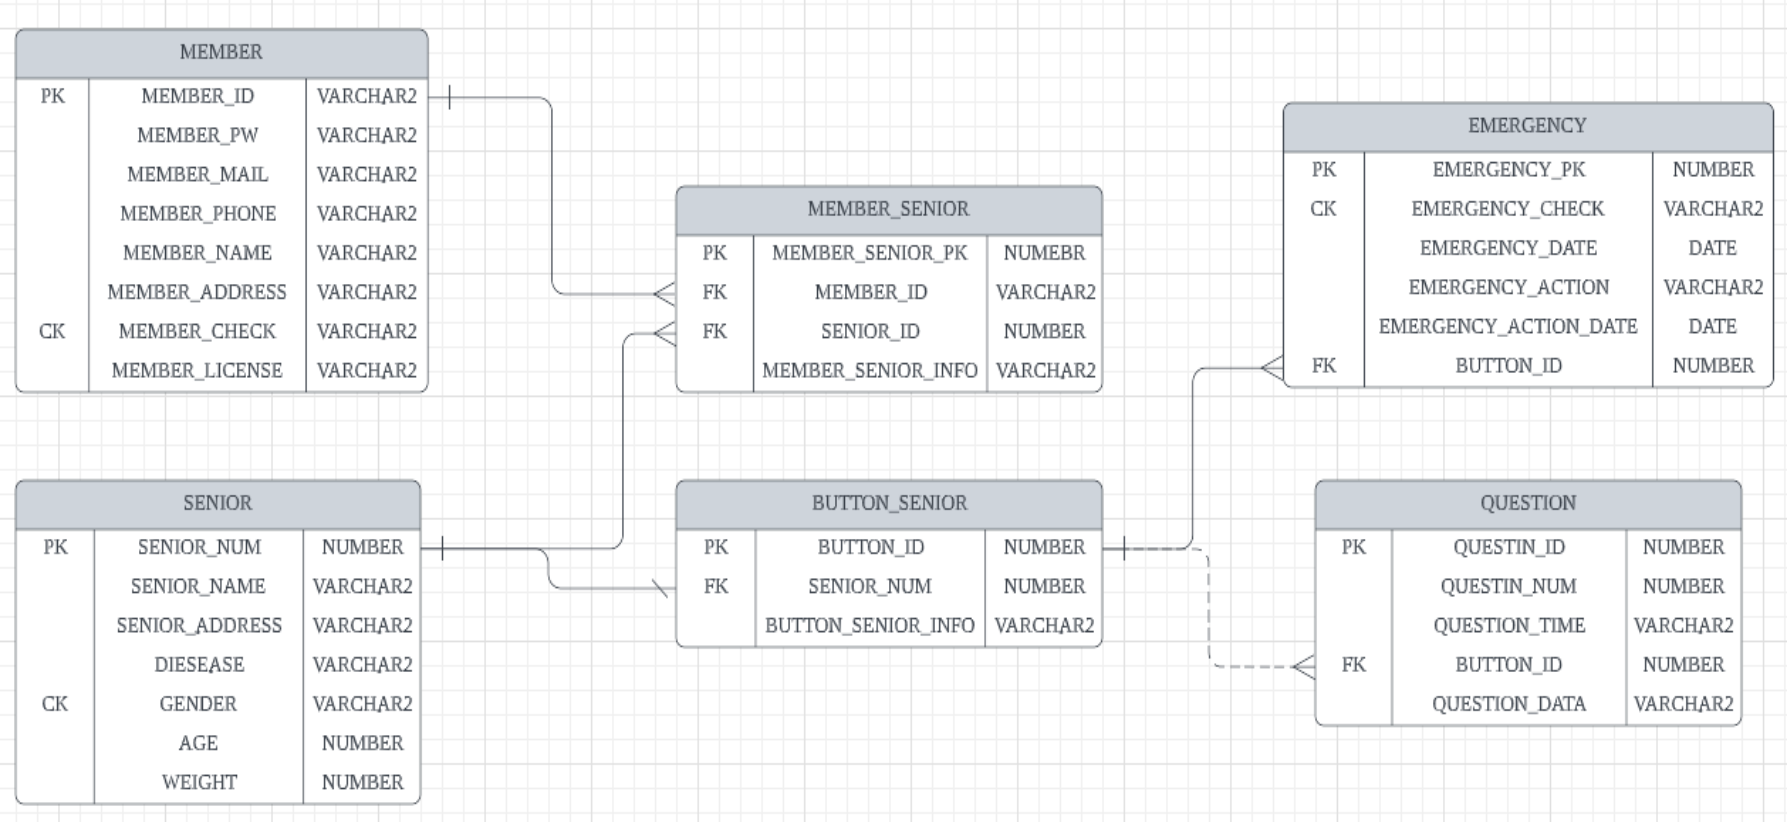 MEMBER
PK MEMBER_ID VARCHAR2
MEMBER_PW VARCHAR2
MEMBER_MAIL VARCHAR2
MEMBER_PHONE VARCHAR2
MEMBER_NAME VARCHAR2
MEMBER_ADDRESS VARCHAR2
CK MEMBER_CHECK VARCHAR2
MEMBER_LICENSE VARCHAR2
MEMBER_SENIOR
PK MEMBER_SENIOR_PK NUMEBR
FK MEMBER_ID VARCHAR2
FK SENIOR_ID NUMBER
MEMBER_SENIOR_INFO VARCHAR2
EMERGENCY
PK EMERGENCY_PK NUMBER
CK EMERGENCY_CHECK VARCHAR2
EMERGENCY_DATE DATE
EMERGENCY_ACTION VARCHAR2
EMERGENCY_ACTION_DATE DATE
FK BUTTON_ID NUMBER
SENIOR
PK SENIOR_NUM NUMBER
SENIOR_NAME VARCHAR2
SENIOR_ADDRESS VARCHAR2
DIESEASE VARCHAR2
CK GENDER VARCHAR2
AGE NUMBER
WEIGHT NUMBER
BUTTON_SENIOR
PK BUTTON_ID NUMBER
FK SENIOR_NUM NUMBER
BUTTON_SENIOR_INFO VARCHAR2
QUESTION
PK QUESTIN_ID NUMBER
QUESTIN_NUM NUMBER
QUESTION_TIME VARCHAR2
FK BUTTON_ID NUMBER
QUESTION_DATA VARCHAR2